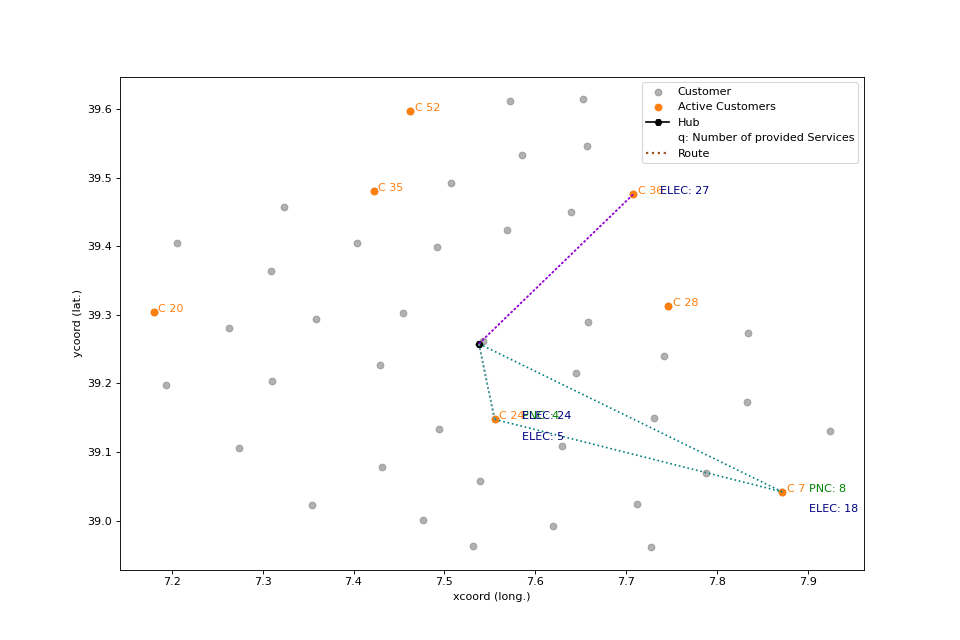 Customer
Active Customers
Hub
q: Number of provided Services
Route
C 52
C 35
C 36
ELEC: 27
C 20
C 28
C 24
PNC: 4
ELEC: 24
ELEC: 5
C 7
PNC: 8
ELEC: 18
39.6
39.5
39.4
39.3
39.2
39.1
39.0
ycoord (lat.)
7.2 7.3 7.4 7.5 7.6 7.7 7.8 7.9
xcoord (long.)